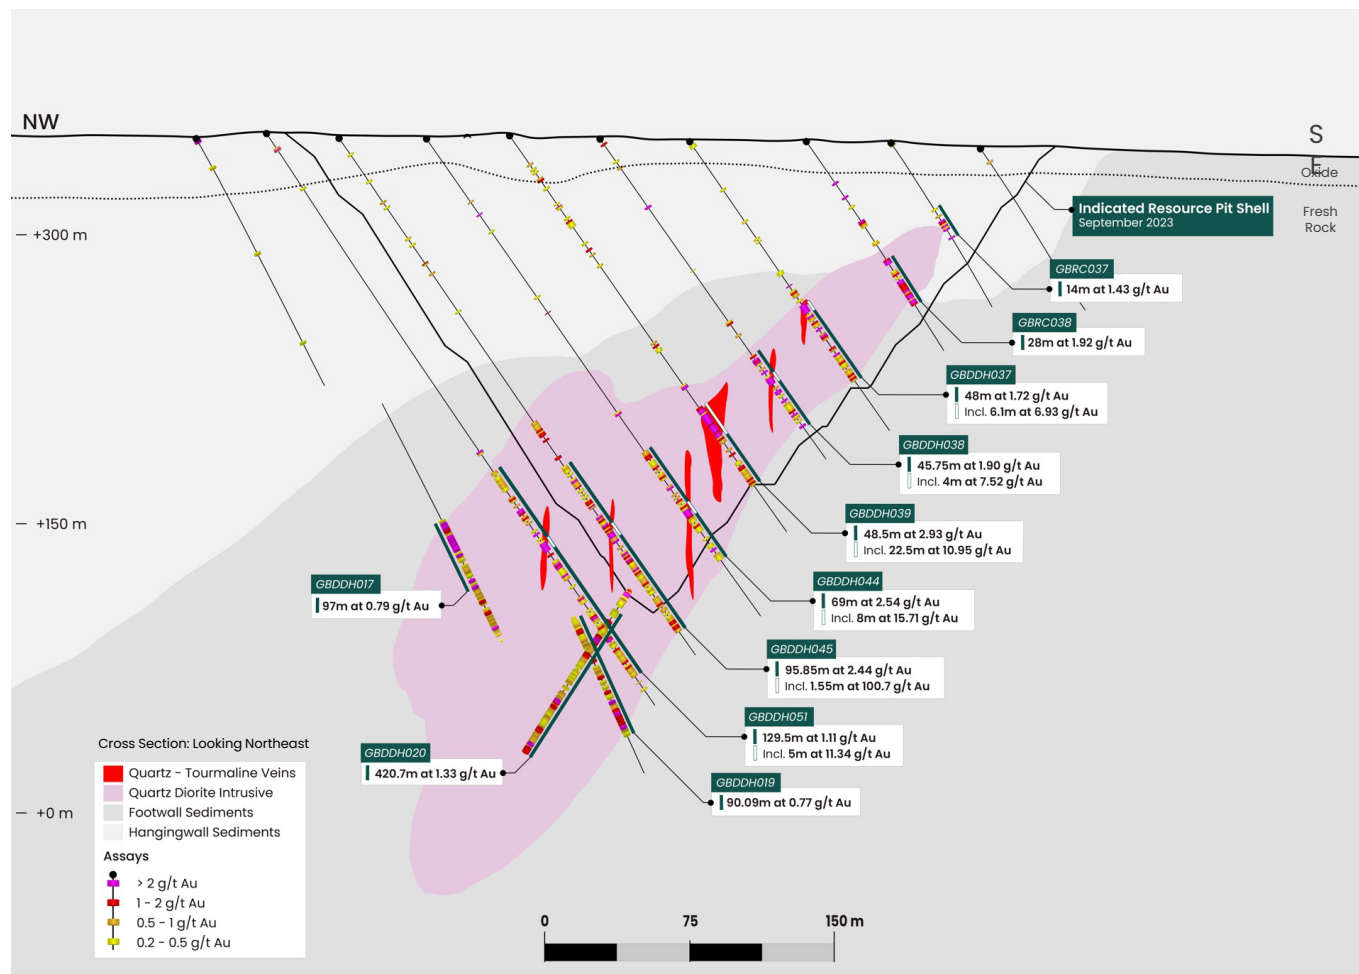 NW
S
E
Oxide
Fresh
Rock
Indicated Resource Pit Shell
September 2023
+300 m
+150 m
+0 m
GBRC037
14m at 1.43 g/t Au
GBRC038
28m at 1.92 g/t Au
GBDDH037
48m at 1.72 g/t Au
Incl. 6.1m at 6.93 g/t Au
GBDDH038
45.75m at 1.90 g/t Au
Incl. 4m at 7.52 g/t Au
GBDDH039
48.5m at 2.93 g/t Au
Incl. 22.5m at 10.95 g/t Au
GBDDH044
69m at 2.54 g/t Au
Incl. 8m at 15.71 g/t Au
GBDDH045
95.85m at 2.44 g/t Au
Incl. 1.55m at 100.7 g/t Au
GBDDH051
129.5m at 1.11 g/t Au
Incl. 5m at 11.34 g/t Au
GBDDH019
90.09m at 0.77 g/t Au
GBDDH017
97m at 0.79 g/t Au
GBDDH020
420.7m at 1.33 g/t Au
Cross Section: Looking Northeast
Quartz - Tourmaline Veins
Quartz Diorite Intrusive
Footwall Sediments
Hangingwall Sediments
Assays
> 2 g/t Au
1 - 2 g/t Au
0.5 - 1 g/t Au
0.2 - 0.5 g/t Au
0 75 150 m